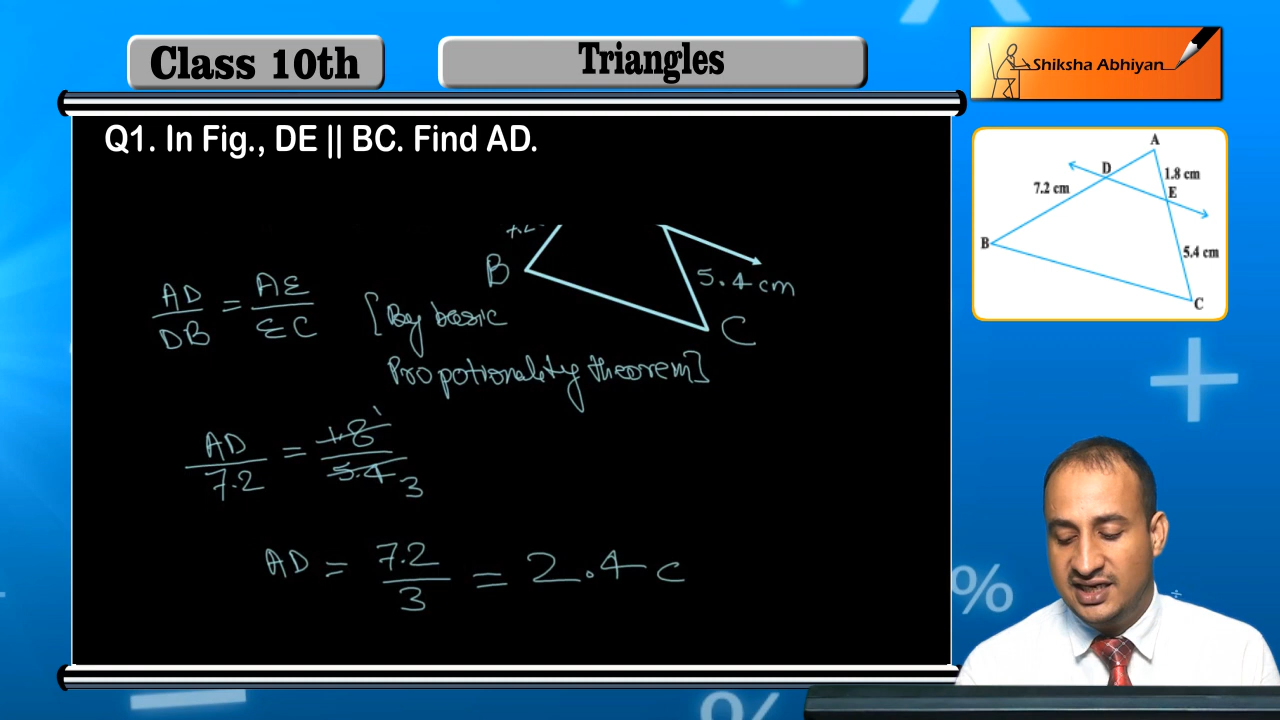 Class 10th
Triangles
Shiksha Abhiyan
Q1. In Fig., DE || BC. Find AD.
A
D
1.8 cm
7.2 cm
E
B
5.4 cm
C
B
5.4 cm
C
AD/DB = AE/EC [By basic
Propotionality theorem]
AD/7.2 = 1.8/5.4 1 3
AD = 7.2/3 = 2.4 c